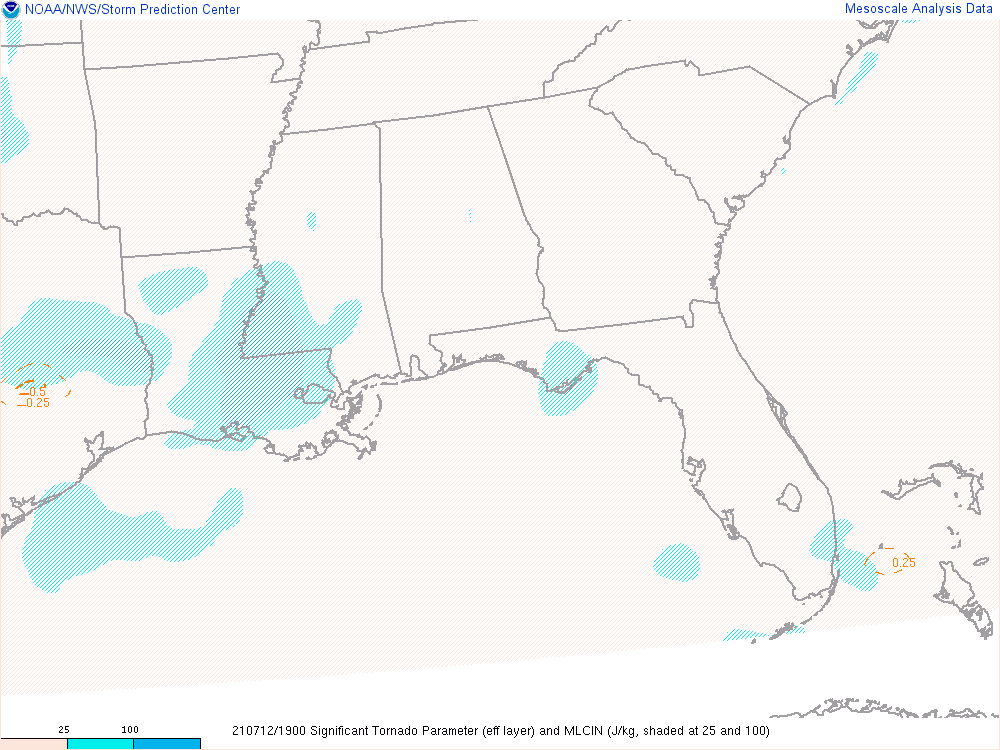 NOAA/NWS/Storm Prediction Center
Mesoscale Analysis Data
0.5
0.25
0.25
25 100
210712/1900 Significant Tornado Parameter (eff layer) and MLCIN (J/kg, shaded at 25 and 100)